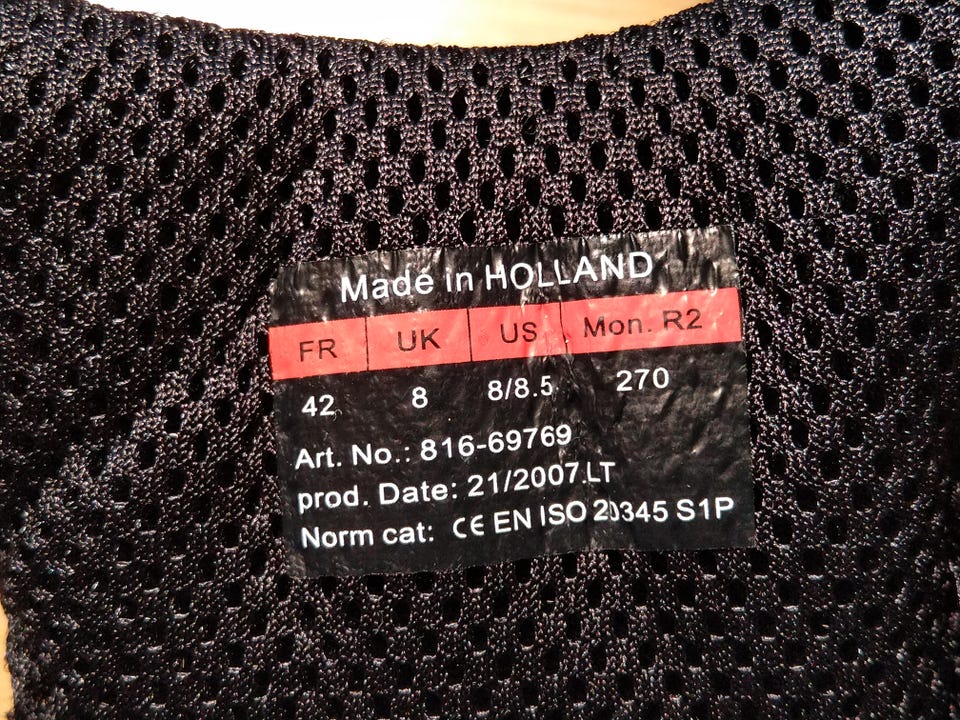 Made in HOLLAND
FR UK US Mon. R2
42 8 8/8.5 270
Art. No.: 816-69769
prod. Date: 21/2007.LT
Norm cat: CE EN ISO 20345 S1P